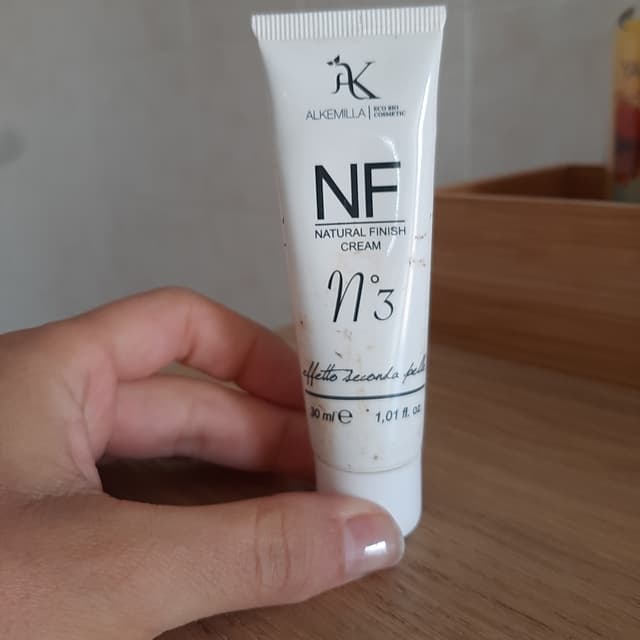 AK
ALKEMILLA | ECO BIO
COSMETIC
NF
NATURAL FINISH
CREAM
n°3
effetto seconda pelle
30 ml e 1,01 fl. oz